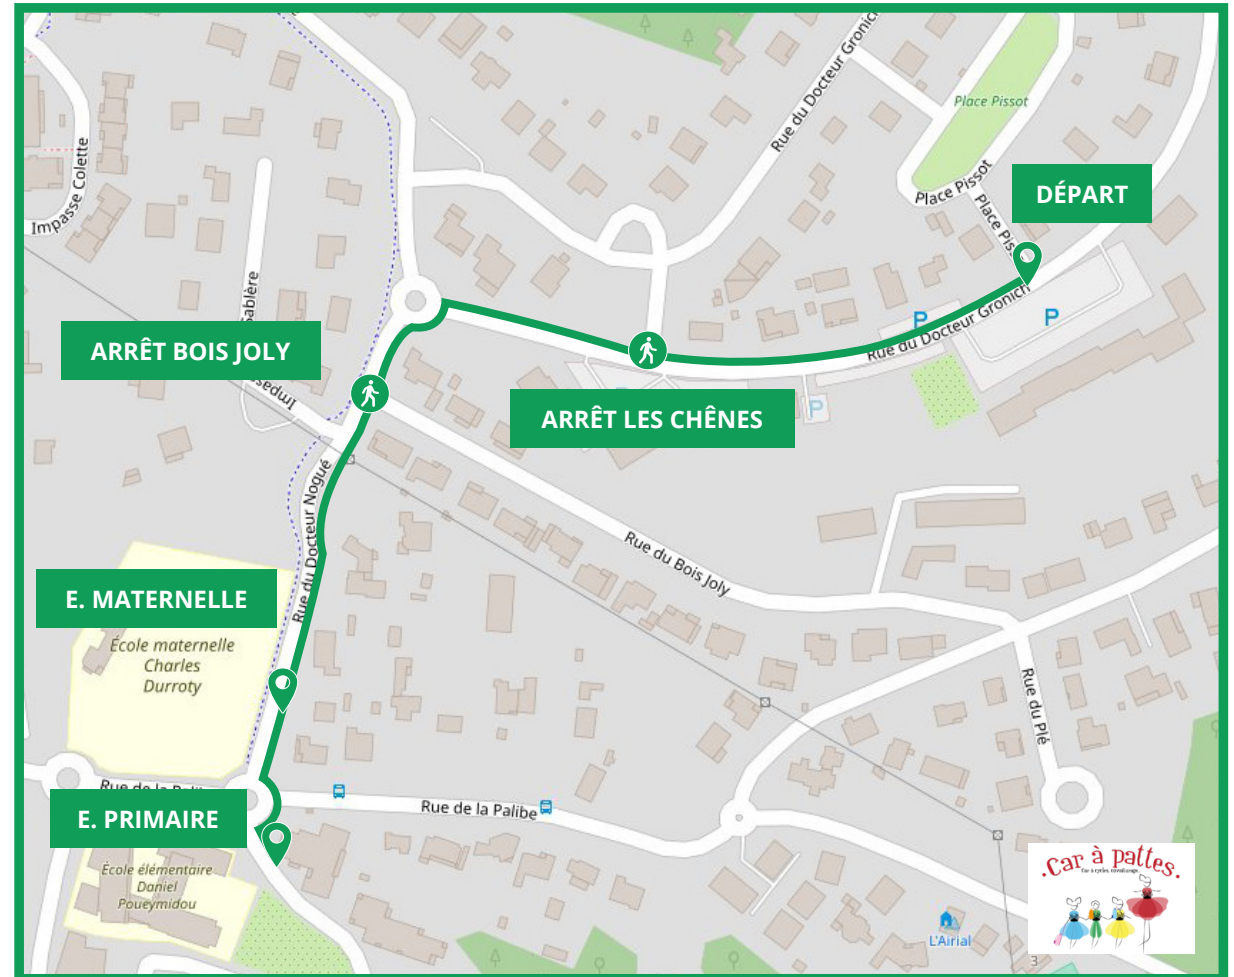 Rue du Docteur Gronich
Place Pissot
Impasse Colette
Place Pissot
DÉPART
ARRÊT BOIS JOLY
P
P
Rue du Docteur Gronich
ARRÊT LES CHÊNES
P
Rue du Docteur Nogué
Rue du Bois Joly
E. MATERNELLE
École maternelle
Charles
Durroty
Rue du Plé
Rue de la Palibe
E. PRIMAIRE
École élémentaire
Daniel
Poueymidou
.Car à pattes.
L'Airial
3